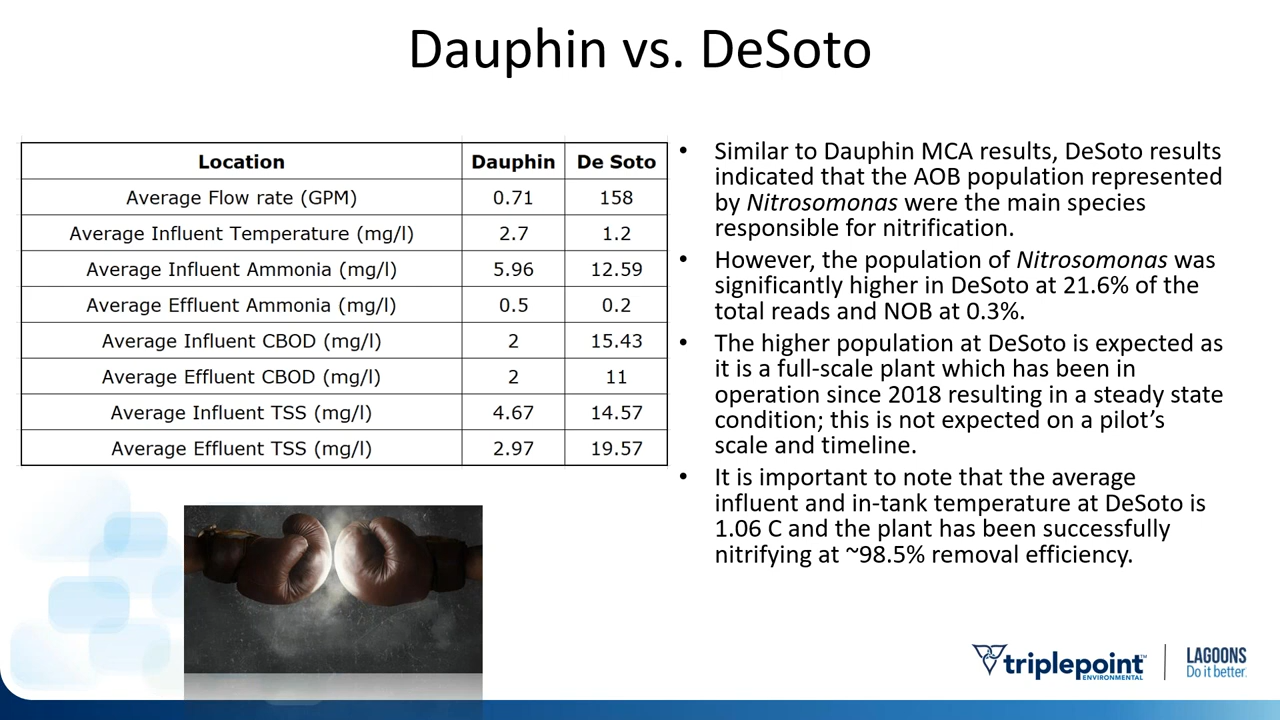 Dauphin vs. DeSoto
Location Dauphin De Soto
Average Flow rate (GPM) 0.71 158
Average Influent Temperature (mg/l) 2.7 1.2
Average Influent Ammonia (mg/l) 5.96 12.59
Average Effluent Ammonia (mg/l) 0.5 0.2
Average Influent CBOD (mg/l) 2 15.43
Average Effluent CBOD (mg/l) 2 11
Average Influent TSS (mg/l) 4.67 14.57
Average Effluent TSS (mg/l) 2.97 19.57
• Similar to Dauphin MCA results, DeSoto results
indicated that the AOB population represented
by Nitrosomonas were the main species
responsible for nitrification.
• However, the population of Nitrosomonas was
significantly higher in DeSoto at 21.6% of the
total reads and NOB at 0.3%.
• The higher population at DeSoto is expected as
it is a full-scale plant which has been in
operation since 2018 resulting in a steady state
condition; this is not expected on a pilot’s
scale and timeline.
• It is important to note that the average
influent and in-tank temperature at DeSoto is
1.06 C and the plant has been successfully
nitrifying at ~98.5% removal efficiency.
triplepoint™
ENVIRONMENTAL
LAGOONS
Do it better.